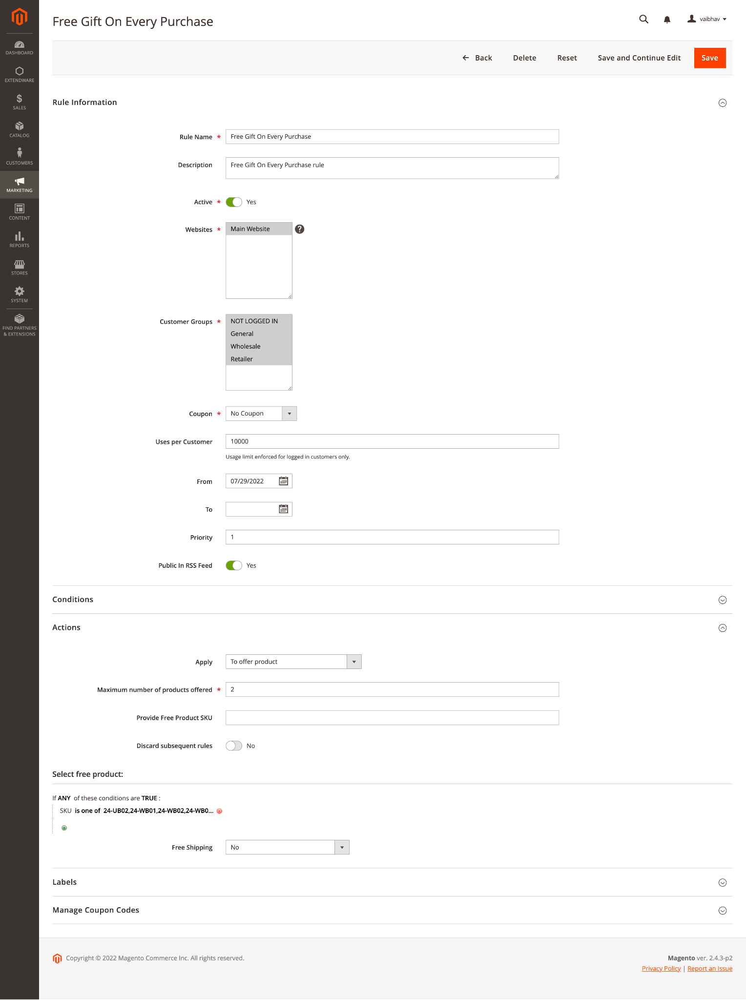 Free Gift On Every Purchase
vaibhav
Back Delete Reset Save and Continue Edit Save
DASHBOARD
EXTENDWARE
SALES
CATALOG
CUSTOMERS
MARKETING
CONTENT
REPORTS
STORES
SYSTEM
FIND PARTNERS
& EXTENSIONS
Rule Information
Rule Name * Free Gift On Every Purchase
Description Free Gift On Every Purchase rule
Active * Yes
Websites * Main Website ?
Customer Groups * NOT LOGGED IN
General
Wholesale
Retailer
Coupon * No Coupon
Uses per Customer 10000
Usage limit enforced for logged in customers only.
From 07/29/2022
To
Priority 1
Public In RSS Feed Yes
Conditions
Actions
Apply To offer product
Maximum number of products offered * 2
Provide Free Product SKU
Discard subsequent rules No
Select free product:
If ANY of these conditions are TRUE :
SKU is one of 24-UB02,24-WB01,24-WB02,24-WB0...
Free Shipping No
Labels
Manage Coupon Codes
Copyright © 2022 Magento Commerce Inc. All rights reserved.
Magento ver. 2.4.3-p2
Privacy Policy | Report an Issue